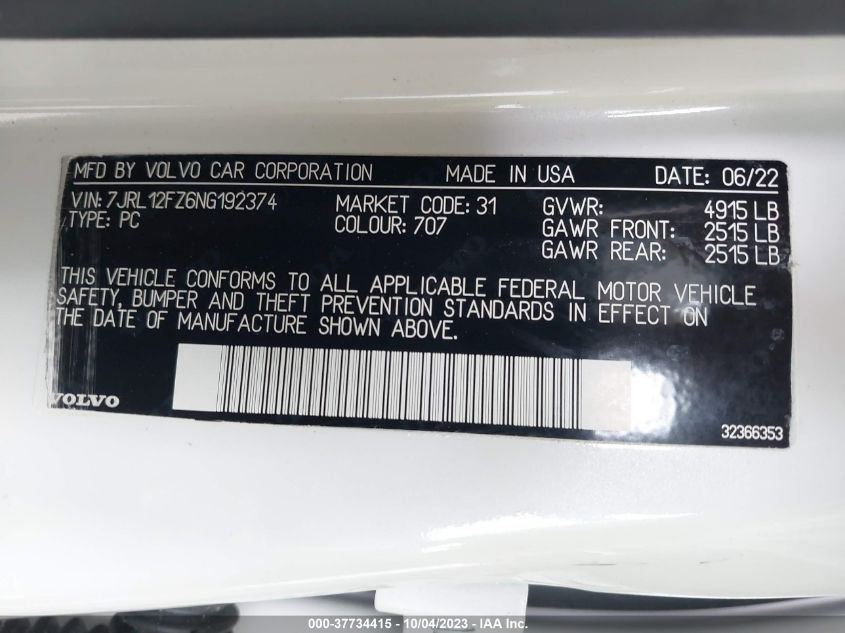 MFD BY VOLVO CAR CORPORATION MADE IN USA DATE: 06/22
VIN: 7JRL12FZ6NG192374 MARKET CODE: 31 GVWR: 4915 LB
TYPE: PC COLOUR: 707 GAWR FRONT: 2515 LB
GAWR REAR: 2515 LB
THIS VEHICLE CONFORMS TO ALL APPLICABLE FEDERAL MOTOR VEHICLE
SAFETY, BUMPER AND THEFT PREVENTION STANDARDS IN EFFECT ON
THE DATE OF MANUFACTURE SHOWN ABOVE.
VOLVO
32366353
000-37734415 - 10/04/2023 - IAA Inc.